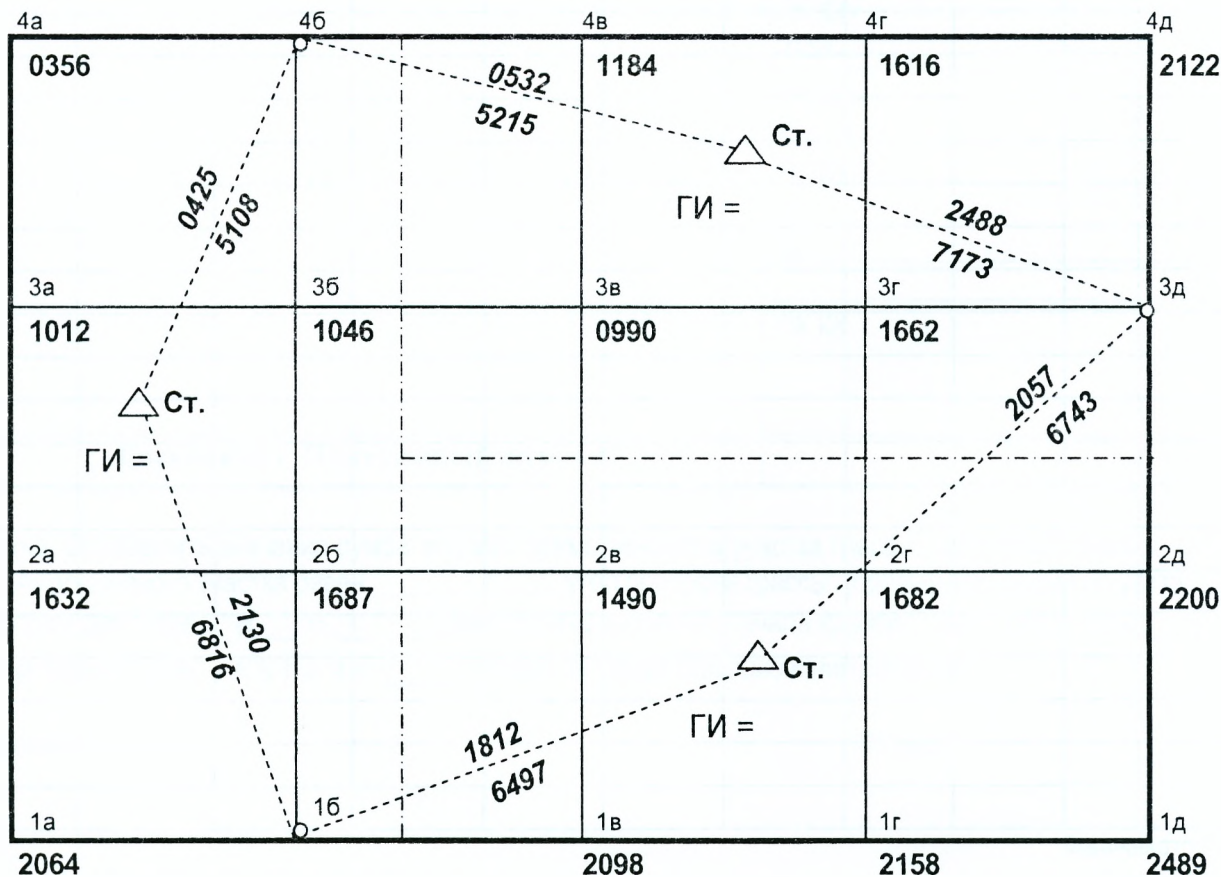 4а 4б 4в 4г 4д
0356 1184 1616 2122
0532
5215
Ст.
ГИ =
0425
5108
2488
7173
3а 3б 3в 3г 3д
1012 1046 0990 1662
Ст.
ГИ =
2057
6743
2а 2б 2в 2г 2д
1632 1687 1490 1682 2200
2130
6816
Ст.
ГИ =
1812
6497
1а 1б 1в 1г 1д
2064 2098 2158 2489